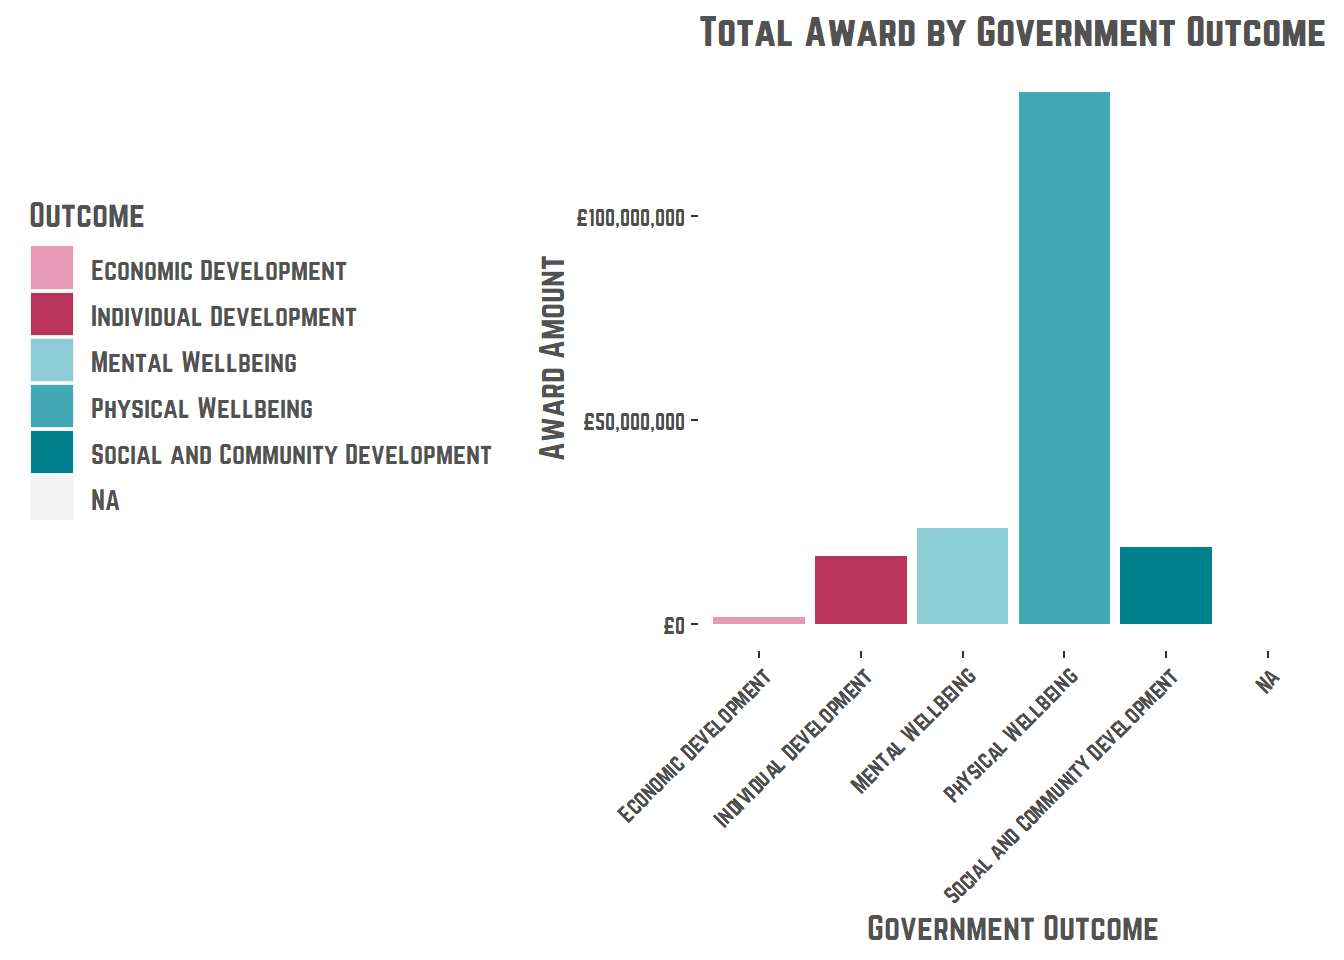 Total Award by Government Outcome
Outcome
Economic Development
Individual Development
Mental Wellbeing
Physical Wellbeing
Social and Community Development
NA
Award Amount
£100,000,000
£50,000,000
£0
Economic Development
Individual Development
Mental Wellbeing
Physical Wellbeing
Social and Community Development
NA
Government Outcome